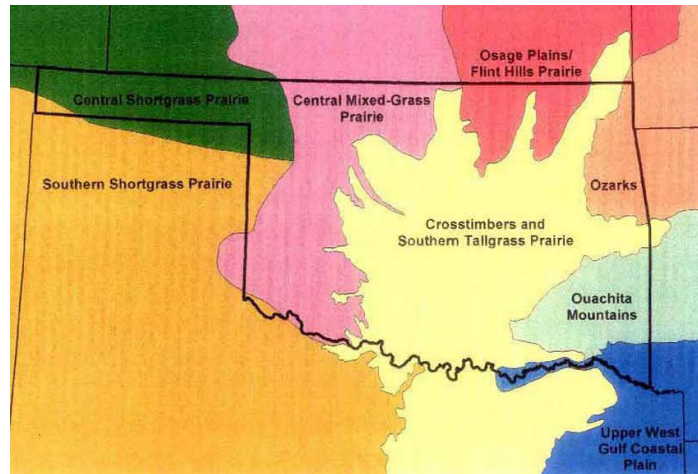 Osage Plains/
Flint Hills Prairie
Central Shortgrass Prairie
Central Mixed-Grass
Prairie
Southern Shortgrass Prairie
Ozarks
Crosstimbers and
Southern Tallgrass Prairie
Ouachita
Mountains
Upper West
Gulf Coastal
Plain